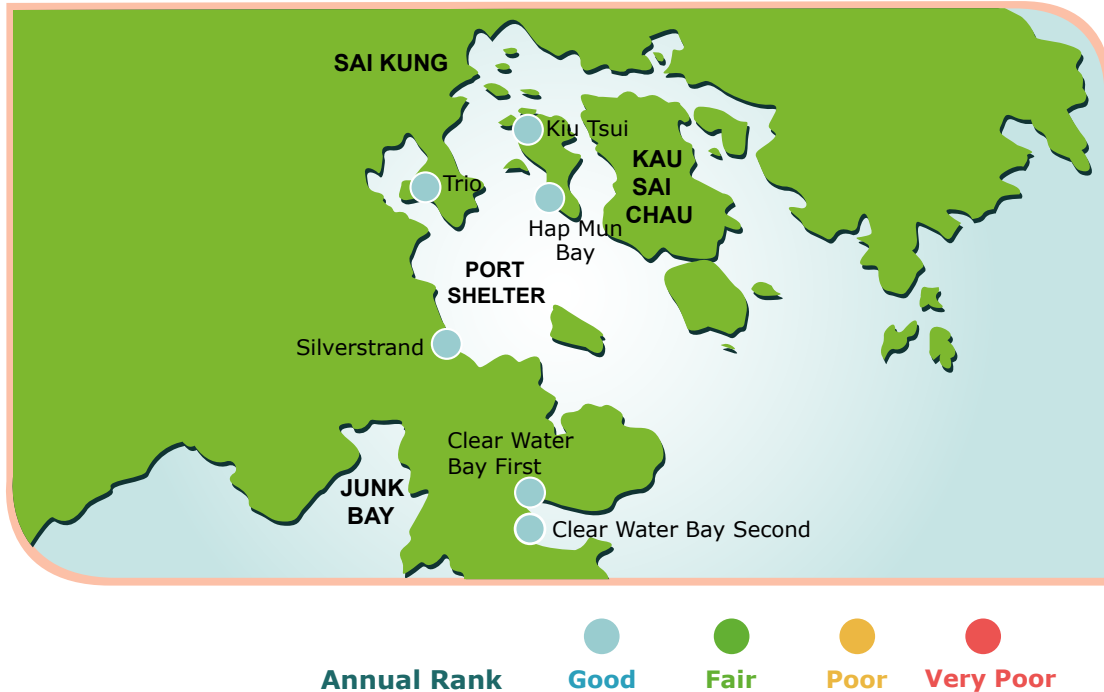 SAI KUNG
Kiu Tsui
KAU
SAI
CHAU
Trio
Hap Mun
Bay
PORT
SHELTER
Silverstrand
Clear Water
Bay First
JUNK
BAY
Clear Water Bay Second
Annual Rank
Good
Fair
Poor
Very Poor